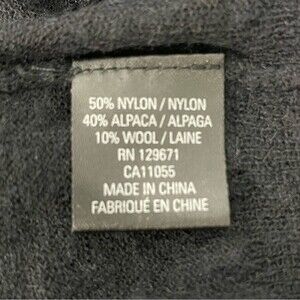 50% NYLON / NYLON
40% ALPACA / ALPAGA
10% WOOL / LAINE
RN 129671
CA11055
MADE IN CHINA
FABRIQUÉ EN CHINE